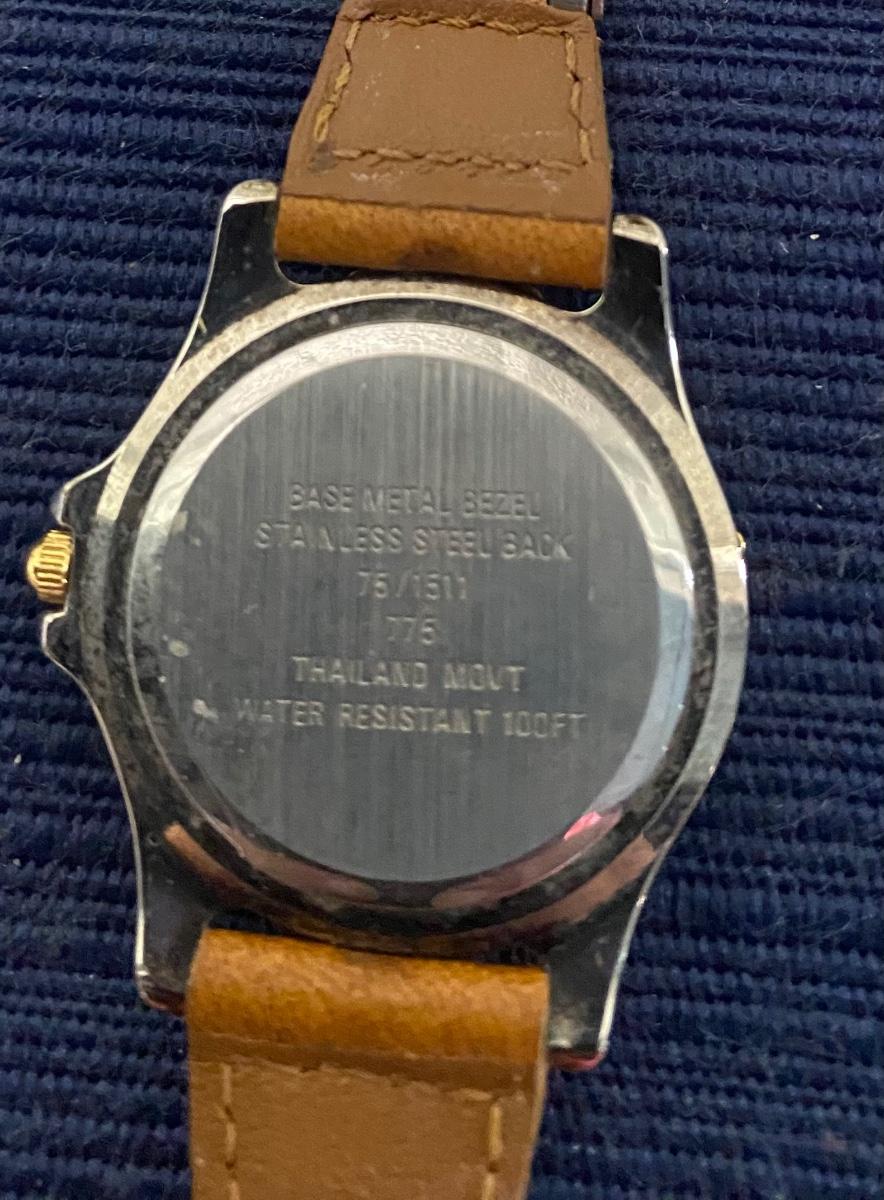 BASE METAL BEZEL
STAINLESS STEEL BACK
75/1511
775
THAILAND MOVT
WATER RESISTANT 100FT